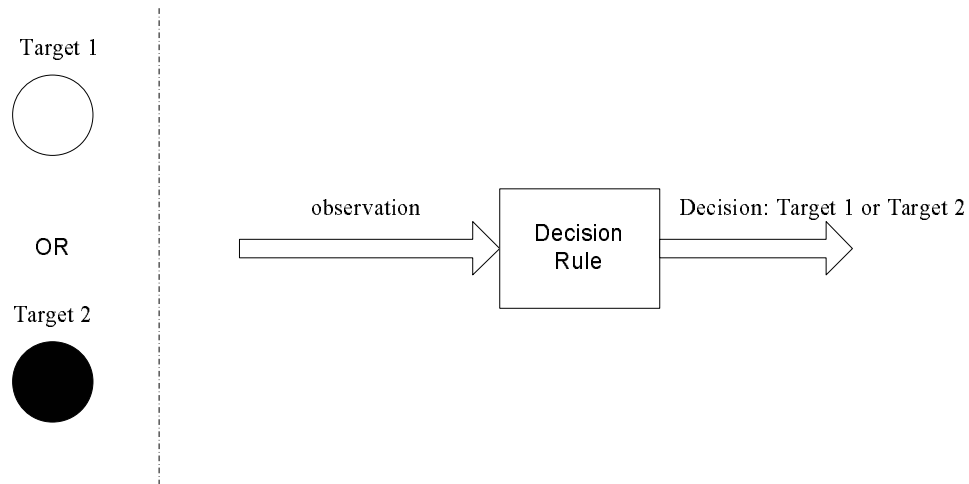 Target 1
OR
Target 2
observation
Decision
Rule
Decision: Target 1 or Target 2